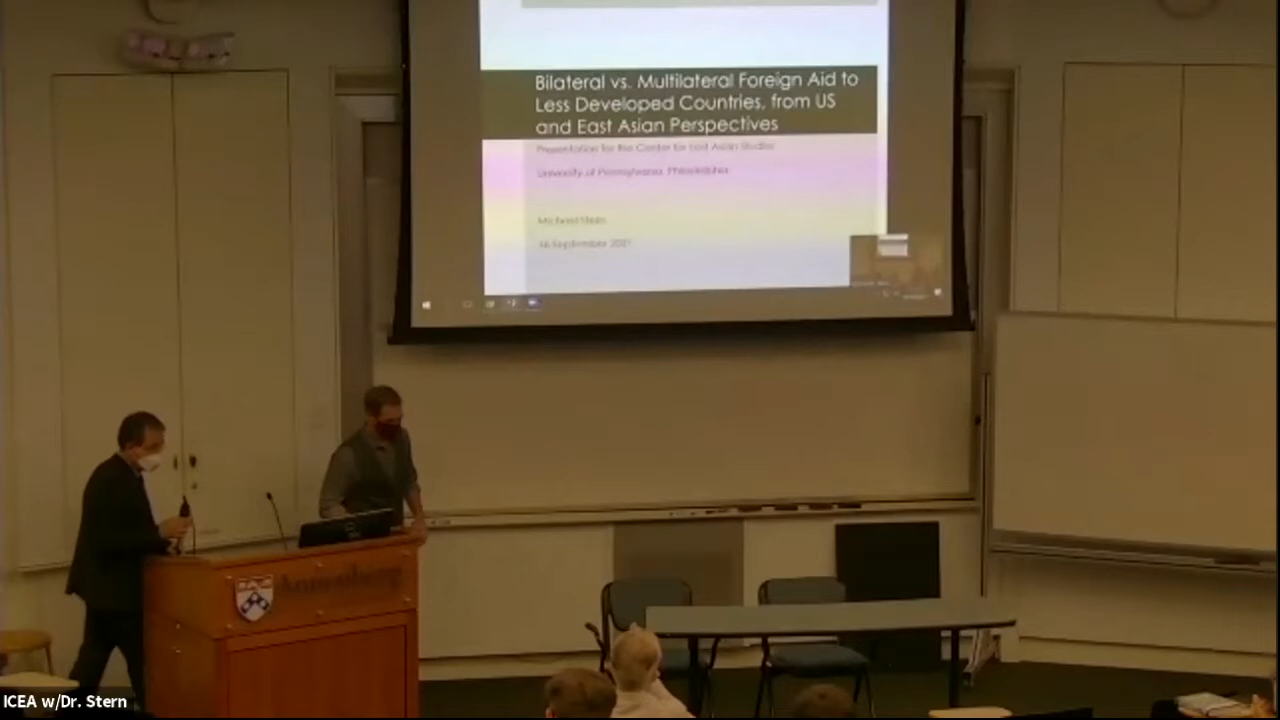 Bilateral vs. Multilateral Foreign Aid to
Less Developed Countries, from US
and East Asian Perspectives
Presentation for the Center for East Asian Studies
University of Pennsylvania, Philadelphia
Michael Stern
16 September 2021
Annenberg
ICEA w/Dr. Stern